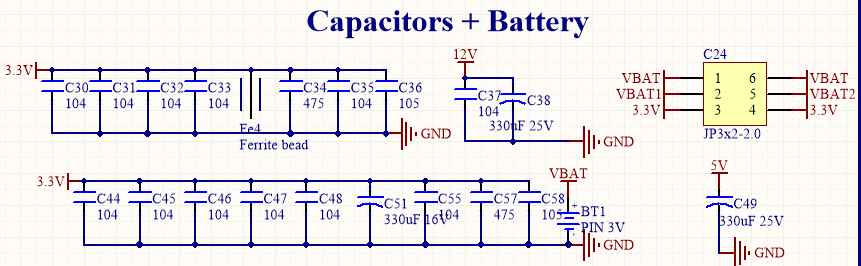 Capacitors + Battery
3.3V
C30
104
C31
104
C32
104
C33
104
Fe4
Ferrite bead
C34
475
C35
104
C36
105
GND
12V
C37
104
C38
330uF 25V
GND
C24
VBAT 1 6 VBAT
VBAT1 2 5 VBAT2
3.3V 3 4 3.3V
JP3x2-2.0
3.3V
C44
104
C45
104
C46
104
C47
104
C48
104
C51
330uF 16V
C55
104
C57
475
C58
105
VBAT
+
BT1
PIN 3V
GND
5V
C49
330uF 25V
GND